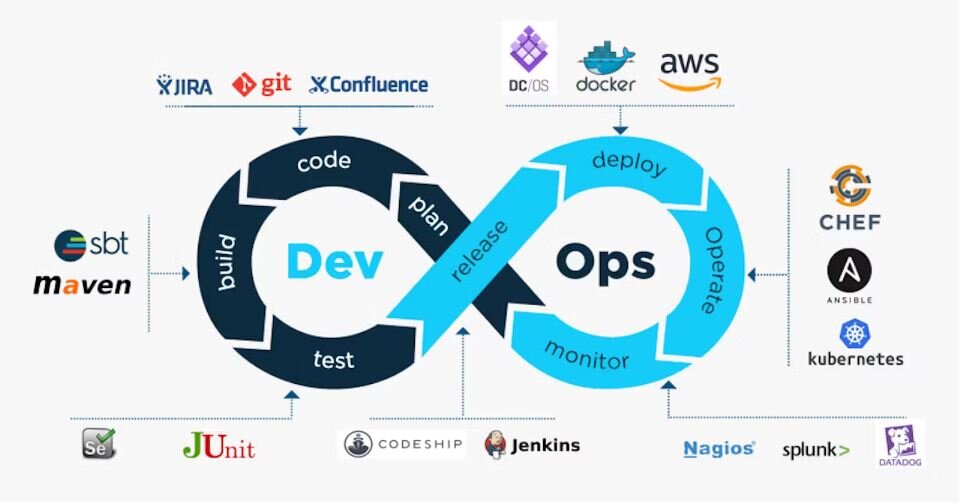 JIRA
git
Confluence
DC/OS
docker
aws
code
plan
release
deploy
Operate
monitor
test
build
Dev
Ops
sbt
maven
CHEF
ANSIBLE
kubernetes
Se
JUnit
CODESHIP
Jenkins
Nagios®
splunk>
DATADOG